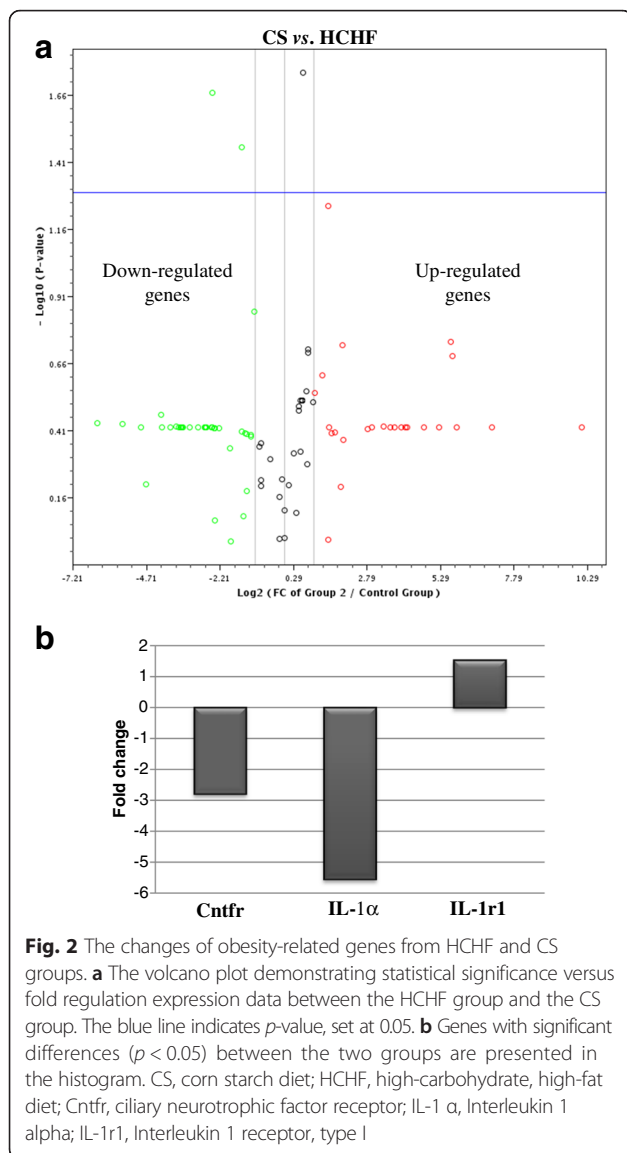 a
CS vs. HCHF
1.66
1.41
1.16
0.91
0.66
0.41
0.16
- Log10 (P-value)
Down-regulated
genes
Up-regulated
genes
-7.21 -4.71 -2.21 0.29 2.79 5.29 7.79 10.29
Log2 (FC of Group 2 / Control Group)
b
2
1
0
-1
-2
-3
-4
-5
-6
Fold change
Cntfr IL-1α IL-1r1
Fig. 2 The changes of obesity-related genes from HCHF and CS
groups. a The volcano plot demonstrating statistical significance versus
fold regulation expression data between the HCHF group and the CS
group. The blue line indicates p-value, set at 0.05. b Genes with significant
differences (p < 0.05) between the two groups are presented in
the histogram. CS, corn starch diet; HCHF, high-carbohydrate, high-fat
diet; Cntfr, ciliary neurotrophic factor receptor; IL-1 α, Interleukin 1
alpha; IL-1r1, Interleukin 1 receptor, type I